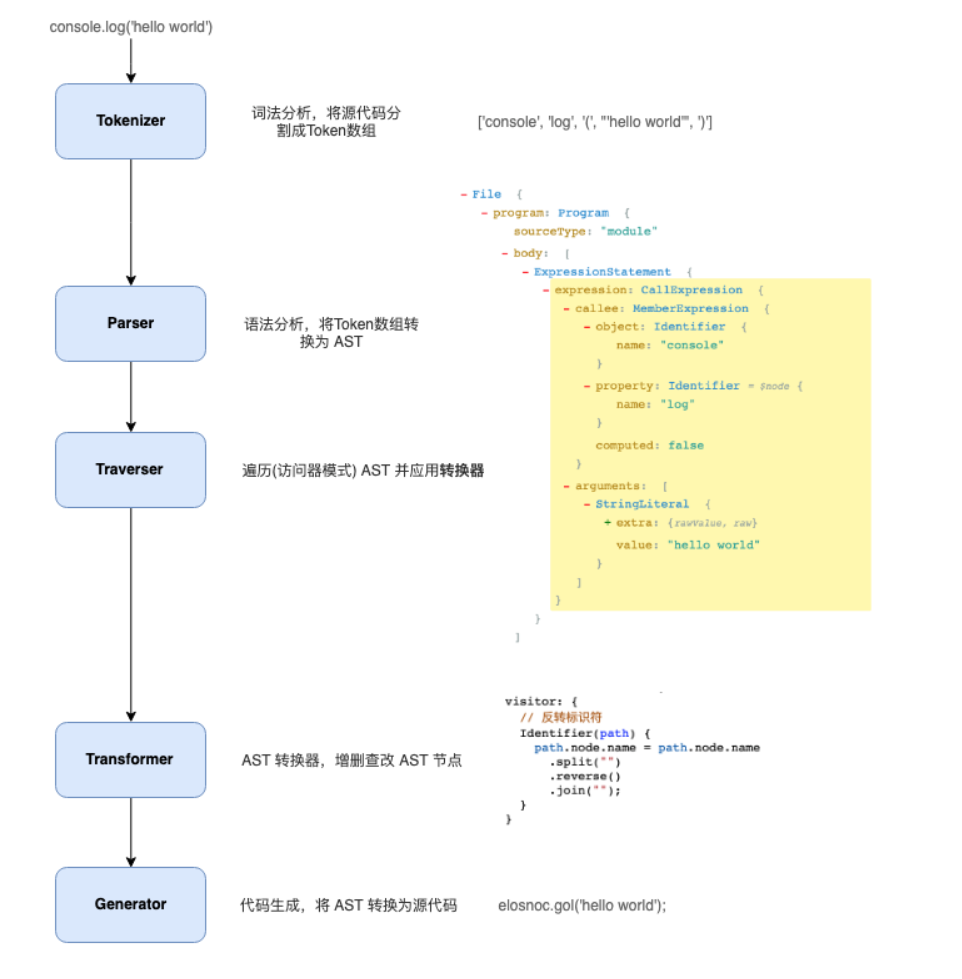 console.log('hello world')
Tokenizer
词法分析，将源代码分
割成Token数组
['console', 'log', '(', "'hello world'", ')']
- File {
- program: Program {
sourceType: "module"
- body: [
- ExpressionStatement {
- expression: CallExpression {
- callee: MemberExpression {
- object: Identifier {
name: "console"
}
- property: Identifier = $node {
name: "log"
}
computed: false
}
- arguments: [
- StringLiteral {
+ extra: {rawValue, raw}
value: "hello world"
}
]
}
}
]
Parser
语法分析，将Token数组转
换为 AST
Traverser
遍历(访问器模式) AST 并应用转换器
Transformer
AST 转换器，增删查改 AST 节点
visitor: {
// 反转标识符
Identifier(path) {
path.node.name = path.node.name
.split("")
.reverse()
.join("");
}
}
Generator
代码生成，将 AST 转换为源代码
elosnoc.gol('hello world');